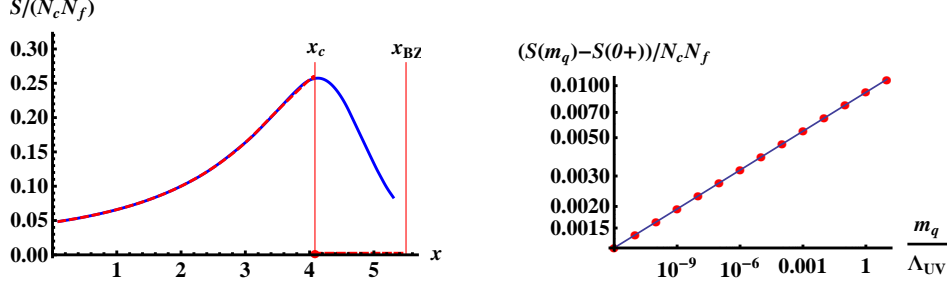 S/(N_c N_f)
x_c
x_BZ
0.30
0.25
0.20
0.15
0.10
0.05
0.00
1 2 3 4 5
x
(S(m_q)−S(0+))/N_c N_f
0.0100
0.0070
0.0050
0.0030
0.0020
0.0015
10^-9 10^-6 0.001 1
m_q
Λ_UV